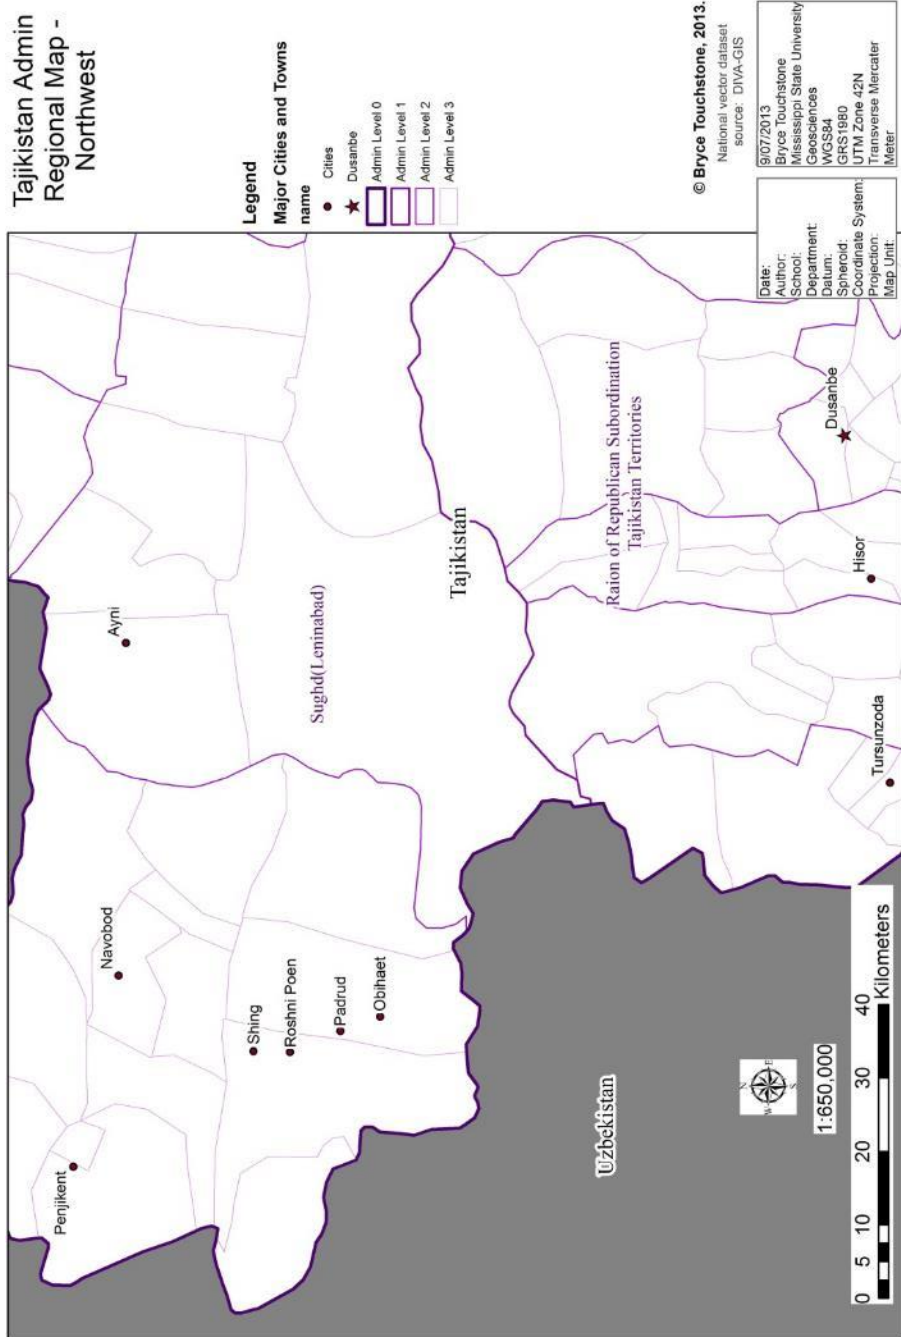 Tajikistan Admin
Regional Map -
Northwest
Legend
Major Cities and Towns
name
Cities
Dusanbe
Admin Level 0
Admin Level 1
Admin Level 2
Admin Level 3
© Bryce Touchstone, 2013.
National vector dataset
source: DIVA-GIS
Date: 9/07/2013
Author: Bryce Touchstone
School: Mississippi State University
Department: Geosciences
Datum: WGS84
Spheroid: GRS1980
Coordinate System: UTM Zone 42N
Projection: Transverse Mercater
Map Unit: Meter
Penjikent
Navobod
Ayni
Shing
Roshni Poen
Padrud
Obihaet
Sughd(Leninabad)
Tajikistan
Uzbekistan
Raion of Republican Subordination
Tajikistan Territories
Dusanbe
Hisor
Tursunzoda
N
W E
S
1:650,000
0 5 10 20 30 40
Kilometers